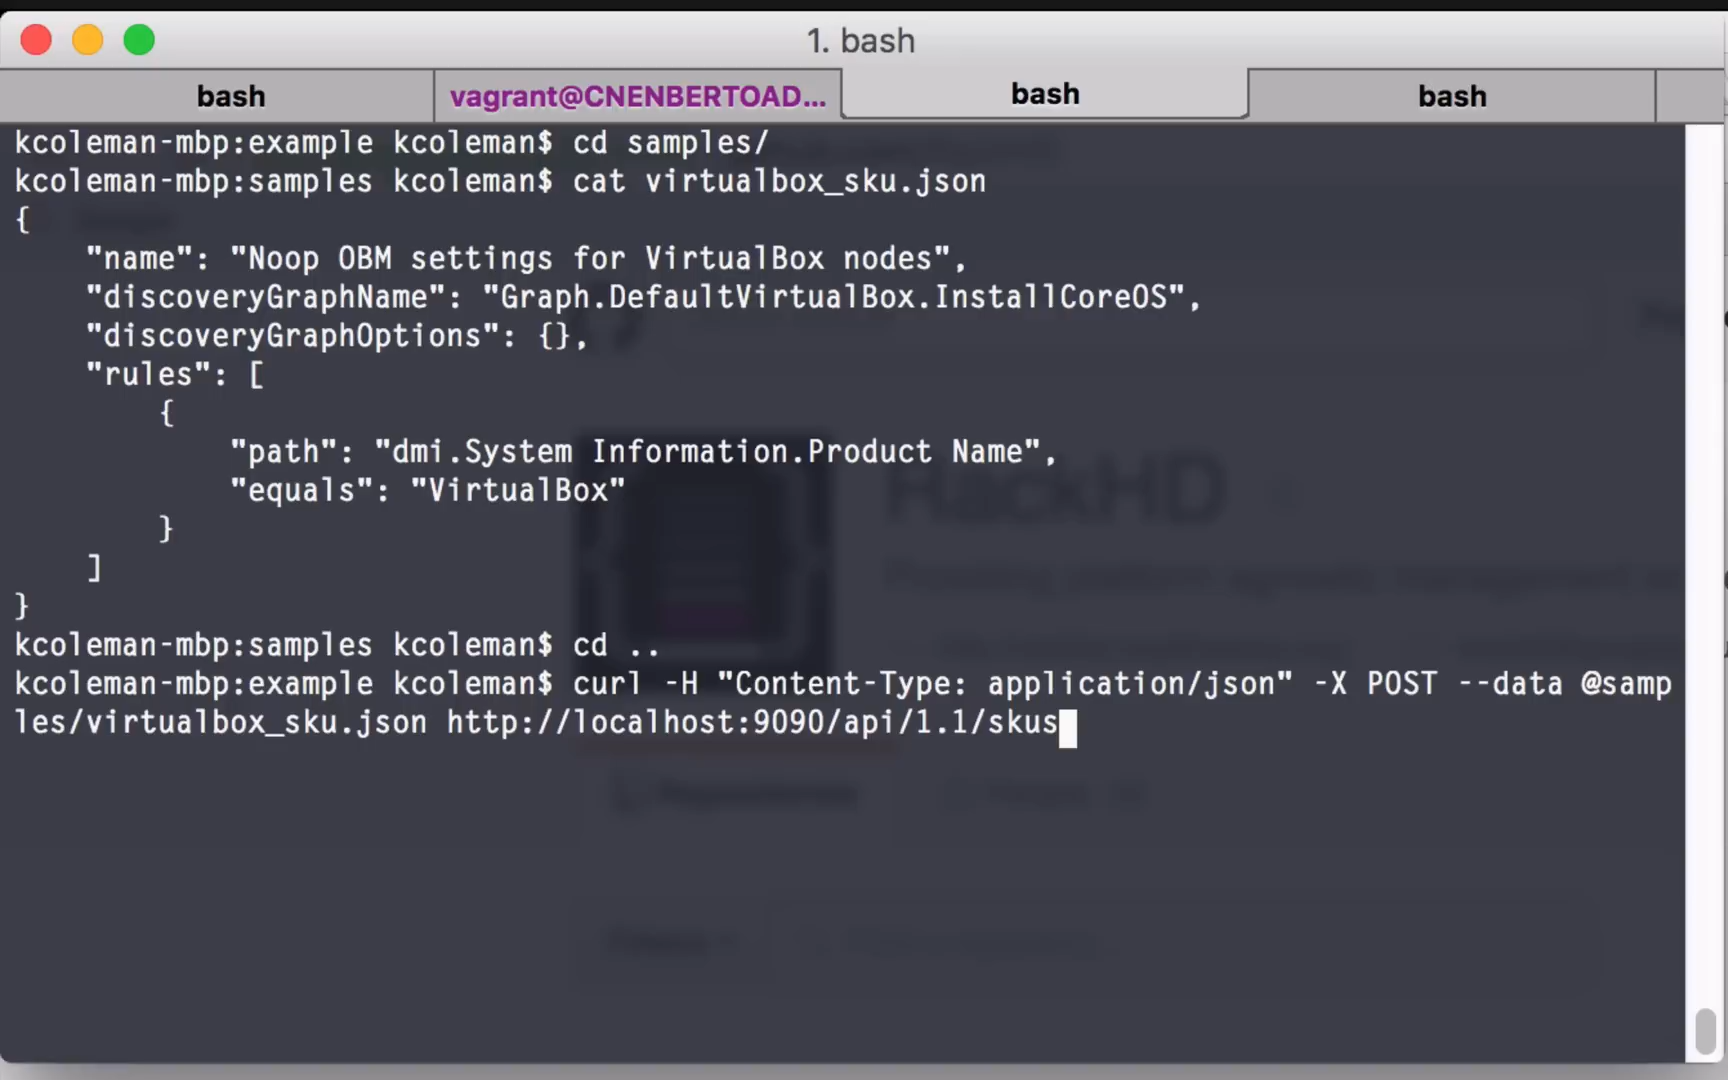 1. bash
bash
vagrant@CNENBERTOAD...
bash
bash
kcoleman-mbp:example kcoleman$ cd samples/
kcoleman-mbp:samples kcoleman$ cat virtualbox_sku.json
{
    "name": "Noop OBM settings for VirtualBox nodes",
    "discoveryGraphName": "Graph.DefaultVirtualBox.InstallCoreOS",
    "discoveryGraphOptions": {},
    "rules": [
        {
            "path": "dmi.System Information.Product Name",
            "equals": "VirtualBox"
        }
    ]
}
kcoleman-mbp:samples kcoleman$ cd ..
kcoleman-mbp:example kcoleman$ curl -H "Content-Type: application/json" -X POST --data @samp
les/virtualbox_sku.json http://localhost:9090/api/1.1/skus
HackHD